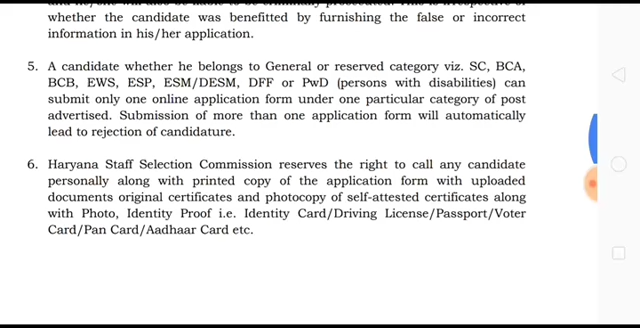 whether the candidate was benefitted by furnishing the false or incorrect
information in his/her application.
5. A candidate whether he belongs to General or reserved category viz. SC, BCA,
BCB, EWS, ESP, ESM/DESM, DFF or PwD (persons with disabilities) can
submit only one online application form under one particular category of post
advertised. Submission of more than one application form will automatically
lead to rejection of candidature.
6. Haryana Staff Selection Commission reserves the right to call any candidate
personally along with printed copy of the application form with uploaded
documents original certificates and photocopy of self-attested certificates along
with Photo, Identity Proof i.e. Identity Card/Driving License/Passport/Voter
Card/Pan Card/Aadhaar Card etc.